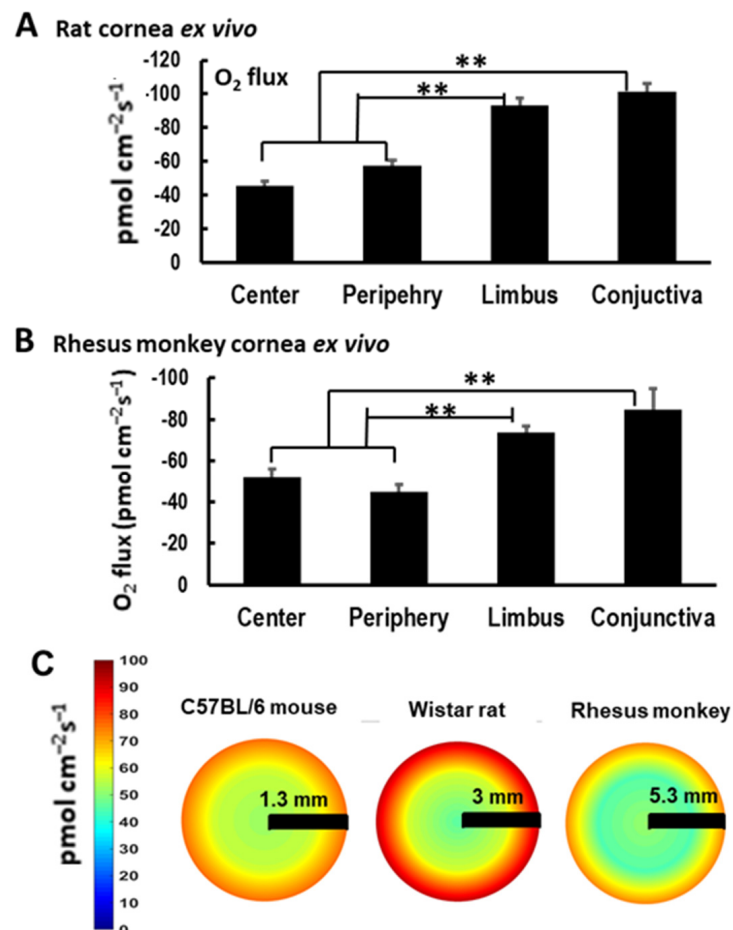 A Rat cornea ex vivo
-120
-100
-80
-60
-40
-20
0
pmol cm⁻²s⁻¹
O₂ flux
**
**
Center Peripehry Limbus Conjuctiva
B Rhesus monkey cornea ex vivo
-100
-80
-60
-40
-20
0
O₂ flux (pmol cm⁻²s⁻¹)
**
**
Center Periphery Limbus Conjunctiva
C
100
90
80
70
60
50
40
30
20
10
0
pmol cm⁻²s⁻¹
C57BL/6 mouse Wistar rat Rhesus monkey
1.3 mm 3 mm 5.3 mm